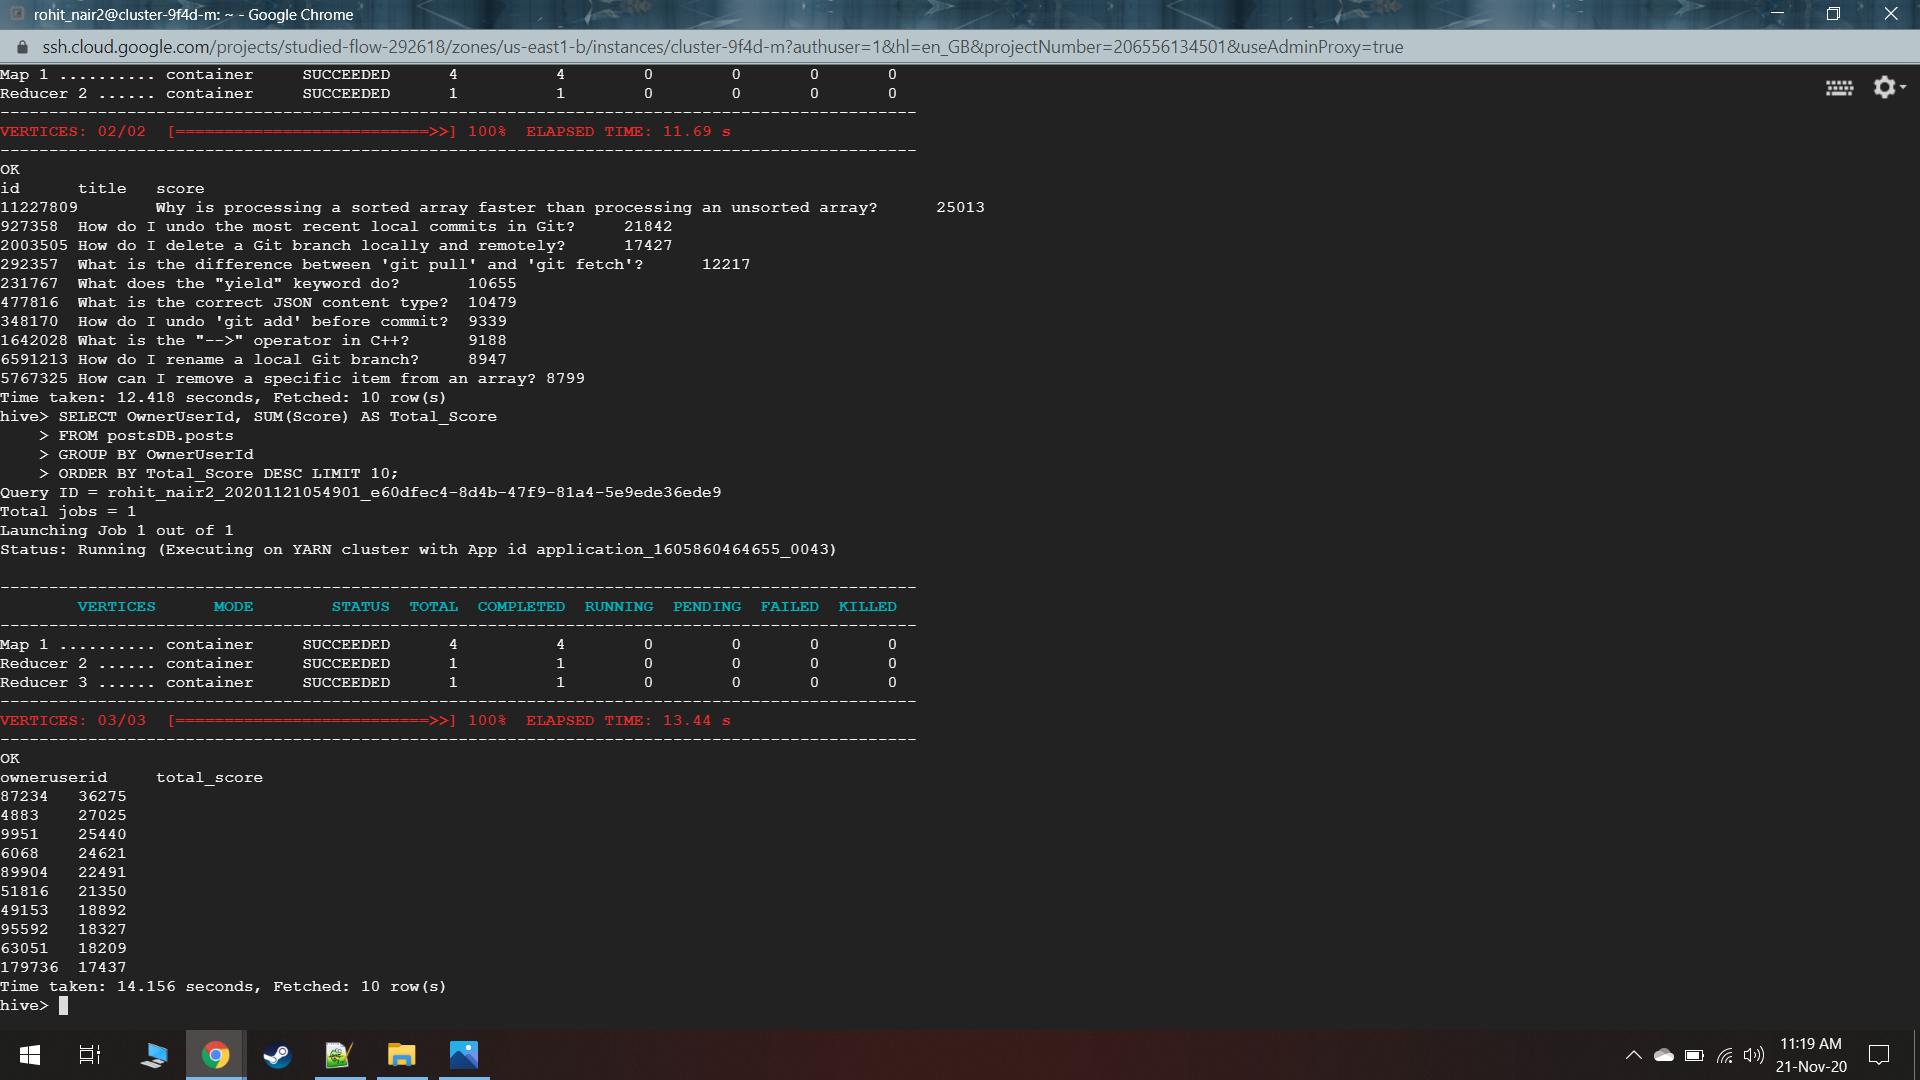 rohit_nair2@cluster-9f4d-m: ~ - Google Chrome
ssh.cloud.google.com/projects/studied-flow-292618/zones/us-east1-b/instances/cluster-9f4d-m?authuser=1&hl=en_GB&projectNumber=206556134501&useAdminProxy=true
Map 1 .......... container     SUCCEEDED      4          4        0        0       0       0
Reducer 2 ...... container     SUCCEEDED      1          1        0        0       0       0
----------------------------------------------------------------------------------------------
VERTICES: 02/02  [==========================>>] 100%  ELAPSED TIME: 11.69 s
----------------------------------------------------------------------------------------------
OK
id      title   score
11227809        Why is processing a sorted array faster than processing an unsorted array?      25013
927358  How do I undo the most recent local commits in Git?     21842
2003505 How do I delete a Git branch locally and remotely?      17427
292357  What is the difference between 'git pull' and 'git fetch'?      12217
231767  What does the "yield" keyword do?       10655
477816  What is the correct JSON content type?  10479
348170  How do I undo 'git add' before commit?  9339
1642028 What is the "-->" operator in C++?      9188
6591213 How do I rename a local Git branch?     8947
5767325 How can I remove a specific item from an array? 8799
Time taken: 12.418 seconds, Fetched: 10 row(s)
hive> SELECT OwnerUserId, SUM(Score) AS Total_Score
    > FROM postsDB.posts
    > GROUP BY OwnerUserId
    > ORDER BY Total_Score DESC LIMIT 10;
Query ID = rohit_nair2_20201121054901_e60dfec4-8d4b-47f9-81a4-5e9ede36ede9
Total jobs = 1
Launching Job 1 out of 1
Status: Running (Executing on YARN cluster with App id application_1605860464655_0043)
----------------------------------------------------------------------------------------------
        VERTICES      MODE        STATUS  TOTAL  COMPLETED  RUNNING  PENDING  FAILED  KILLED
----------------------------------------------------------------------------------------------
Map 1 .......... container     SUCCEEDED      4          4        0        0       0       0
Reducer 2 ...... container     SUCCEEDED      1          1        0        0       0       0
Reducer 3 ...... container     SUCCEEDED      1          1        0        0       0       0
----------------------------------------------------------------------------------------------
VERTICES: 03/03  [==========================>>] 100%  ELAPSED TIME: 13.44 s
----------------------------------------------------------------------------------------------
OK
owneruserid     total_score
87234   36275
4883    27025
9951    25440
6068    24621
89904   22491
51816   21350
49153   18892
95592   18327
63051   18209
179736  17437
Time taken: 14.156 seconds, Fetched: 10 row(s)
hive>
11:19 AM
21-Nov-20